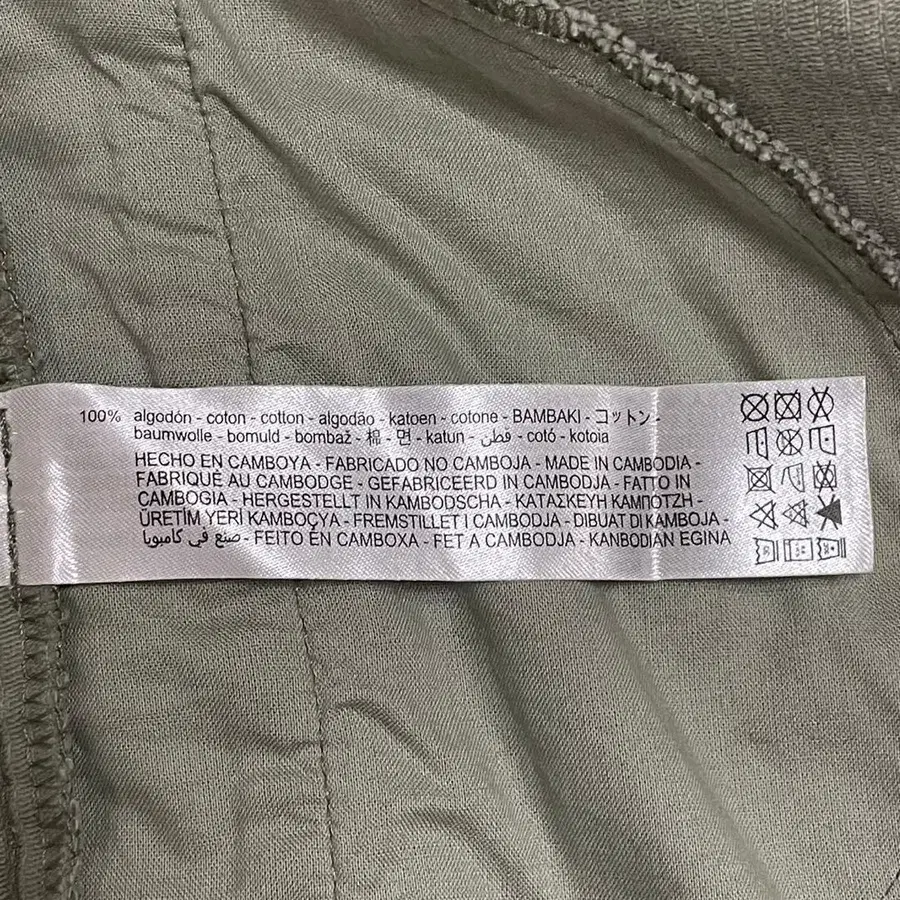 100% algodón - coton - cotton - algodão - katoen - cotone - BAMBAKI - コットン -
baumwolle - bomuld - bombaž - 棉 - 면 - katun - قطن - cotó - kotoia
HECHO EN CAMBOYA - FABRICADO NO CAMBOJA - MADE IN CAMBODIA -
FABRIQUÉ AU CAMBODGE - GEFABRICEERD IN CAMBODJA - FATTO IN
CAMBOGIA - HERGESTELLT IN KAMBODSCHA - ΚΑΤΑΣΚΕΥΗ ΚΑΜΠΟΤΖΗ -
ÜRETİM YERİ KAMBOÇYA - FREMSTILLET I CAMBODJA - DIBUAT DI KAMBOJA -
صنع في كامبويا - FEITO EN CAMBOXA - FET A CAMBODJA - KANBODIAN EGINA